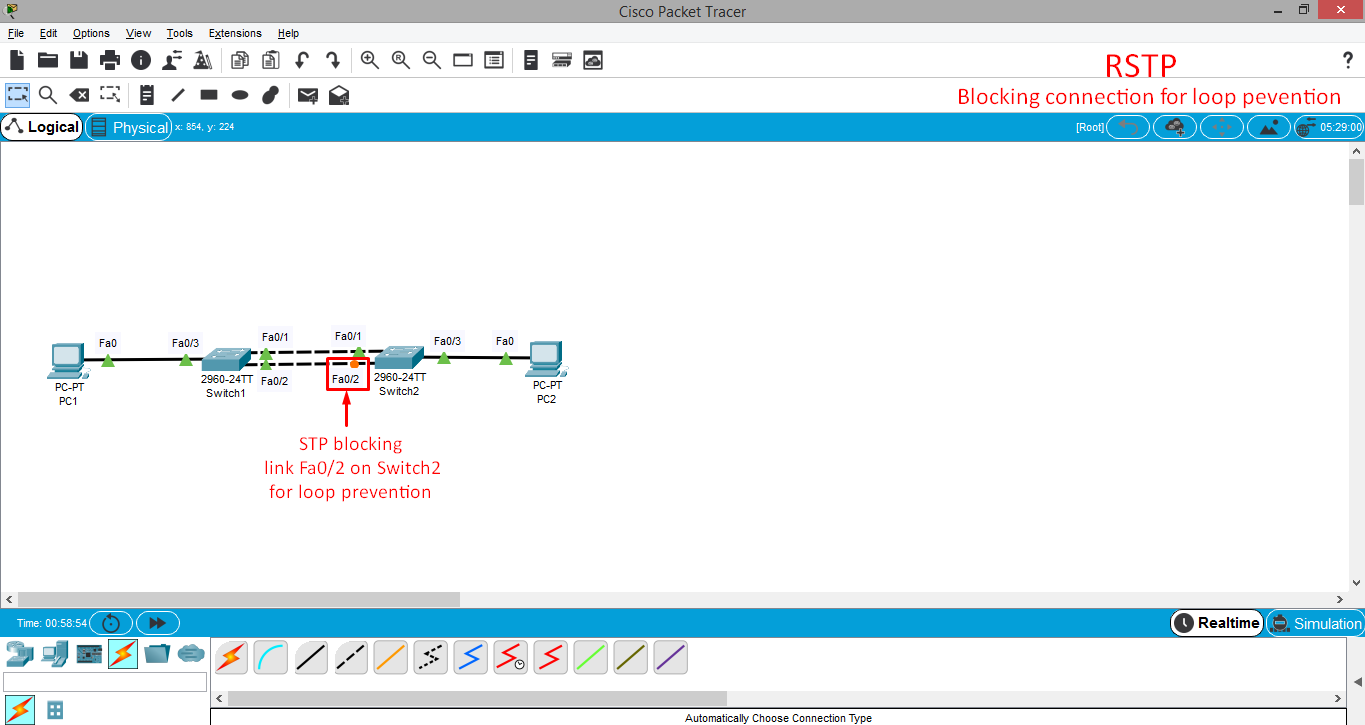 Cisco Packet Tracer
File Edit Options View Tools Extensions Help
RSTP
?
Blocking connection for loop pevention
Logical Physical x: 854, y: 224 [Root] 05:29:00
Fa0 Fa0/3 Fa0/1 Fa0/1 Fa0/3 Fa0
Fa0/2 Fa0/2
PC-PT 2960-24TT 2960-24TT PC-PT
PC1 Switch1 Switch2 PC2
STP blocking
link Fa0/2 on Switch2
for loop prevention
Time: 00:58:54 Realtime Simulation
Automatically Choose Connection Type